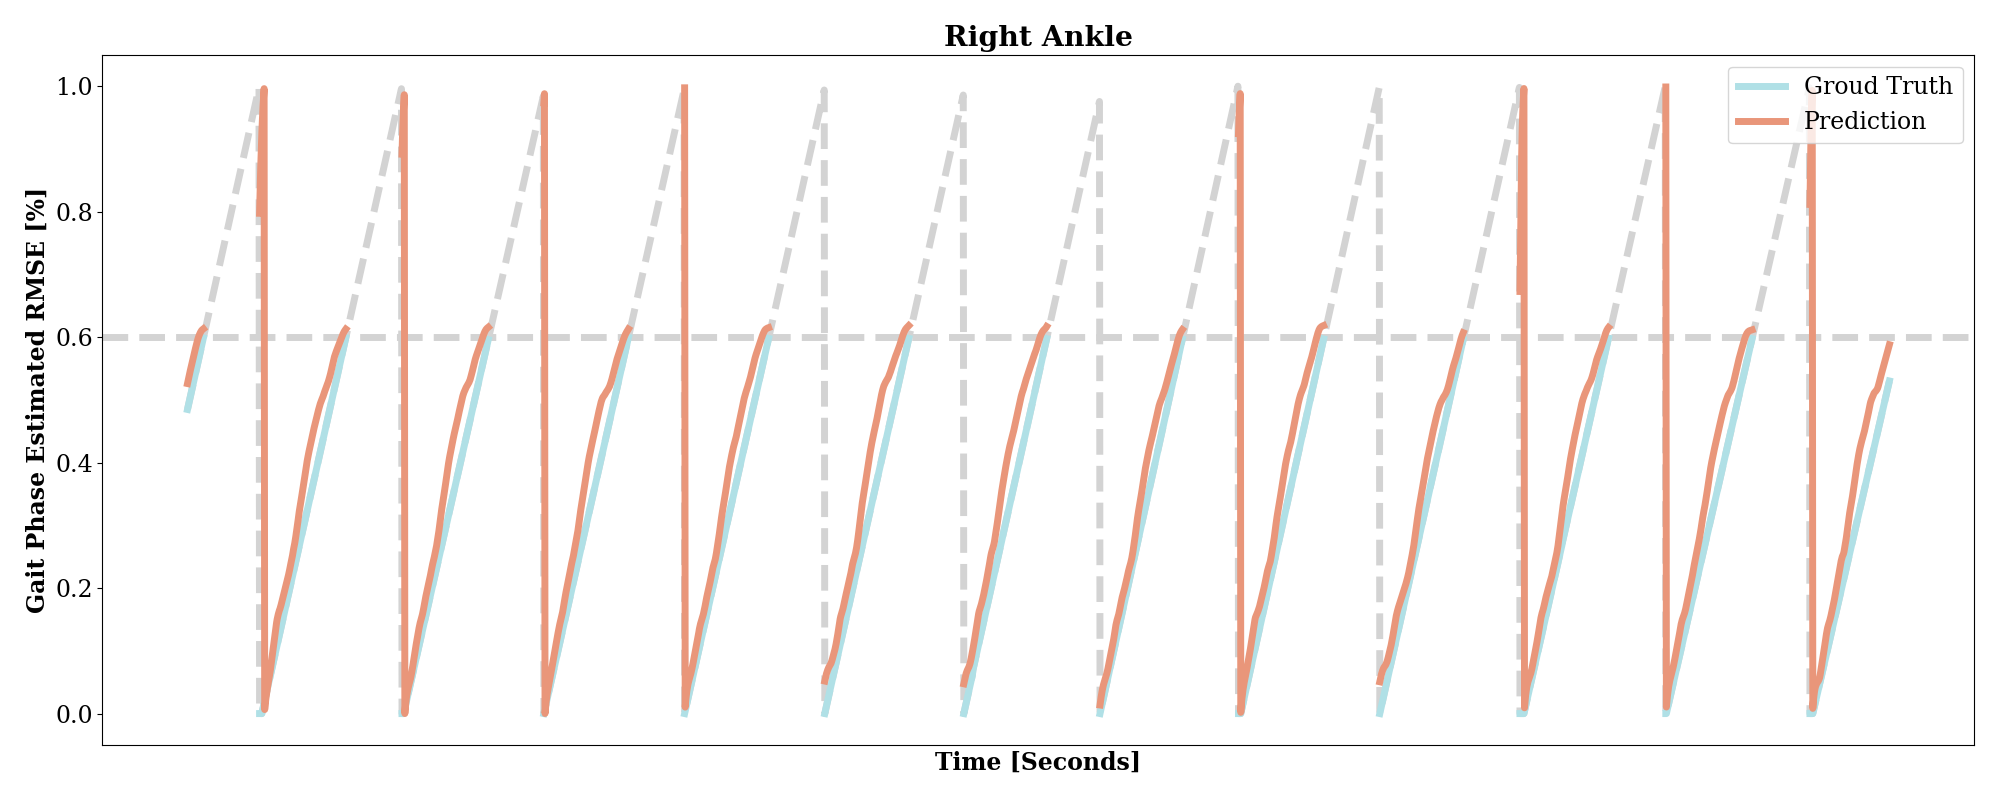 Right Ankle
Groud Truth
Prediction
Gait Phase Estimated RMSE [%]
1.0
0.8
0.6
0.4
0.2
0.0
Time [Seconds]